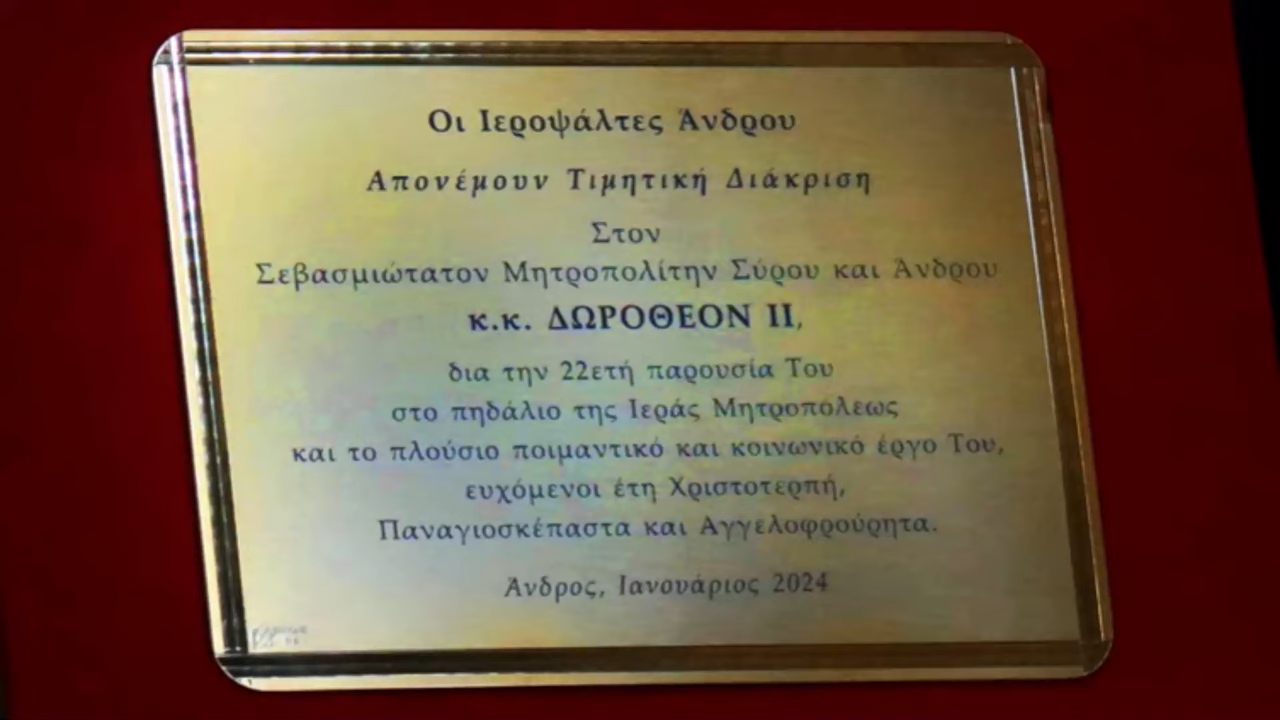 Οι Ιεροψάλτες Άνδρου
Απονέμουν Τιμητική Διάκριση
Στον
Σεβασμιώτατον Μητροπολίτην Σύρου και Άνδρου
κ.κ. ΔΩΡΟΘΕΟΝ ΙΙ,
δια την 22ετή παρουσία Του
στο πηδάλιο της Ιεράς Μητροπόλεως
και το πλούσιο ποιμαντικό και κοινωνικό έργο Του,
ευχόμενοι έτη Χριστοτερπή,
Παναγιοσκέπαστα και Αγγελοφρούρητα.
Άνδρος, Ιανουάριος 2024